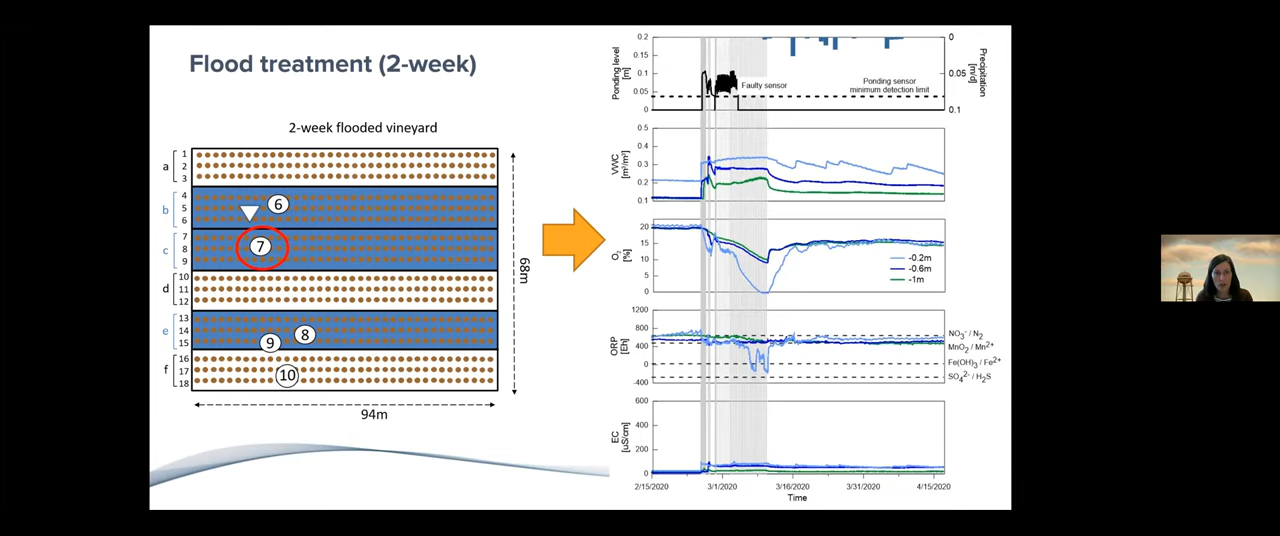 Flood treatment (2-week)
2-week flooded vineyard
a
1
2
3
b
4
5
6
6
c
7
8
9
7
d
10
11
12
e
13
14
15
8
9
f
16
17
18
10
68m
94m
0.2
0.15
0.1
0.05
0
Ponding level
[m]
Faulty sensor
Ponding sensor
minimum detection limit
0
0.05
0.1
Precipitation
[m/d]
0.5
0.4
0.3
0.2
0.1
VWC
[m³/m³]
20
15
10
5
0
O₂
[%]
-0.2m
-0.6m
-1m
1200
800
400
0
-400
ORP
[Eh]
NO₃⁻ / N₂
MnO₂ / Mn²⁺
Fe(OH)₃ / Fe²⁺
SO₄²⁻ / H₂S
600
400
200
0
EC
[uS/cm]
2/15/2020
3/1/2020
3/16/2020
3/31/2020
4/15/2020
Time